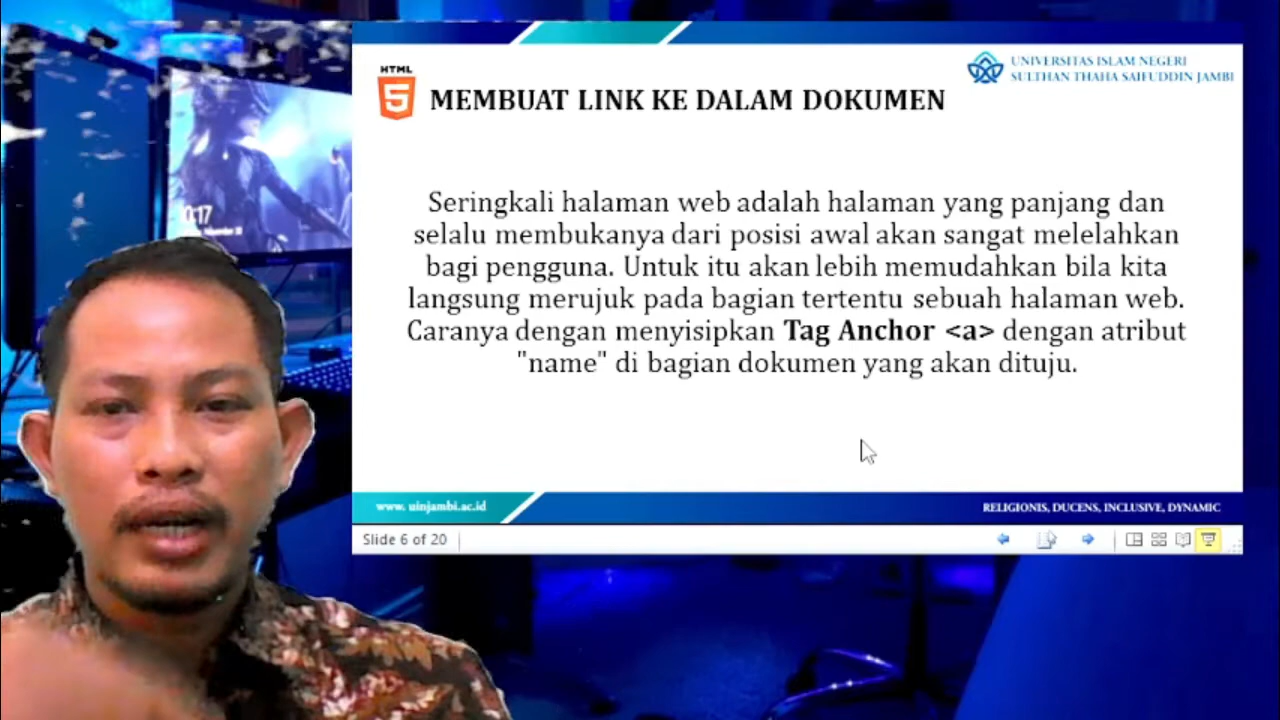 UNIVERSITAS ISLAM NEGERI
SULTHAN THAHA SAIFUDDIN JAMBI
HTML
5
MEMBUAT LINK KE DALAM DOKUMEN
Seringkali halaman web adalah halaman yang panjang dan
selalu membukanya dari posisi awal akan sangat melelahkan
bagi pengguna. Untuk itu akan lebih memudahkan bila kita
langsung merujuk pada bagian tertentu sebuah halaman web.
Caranya dengan menyisipkan Tag Anchor <a> dengan atribut
"name" di bagian dokumen yang akan dituju.
www. uinjambi.ac.id
RELIGIONIS, DUCENS, INCLUSIVE, DYNAMIC
Slide 6 of 20